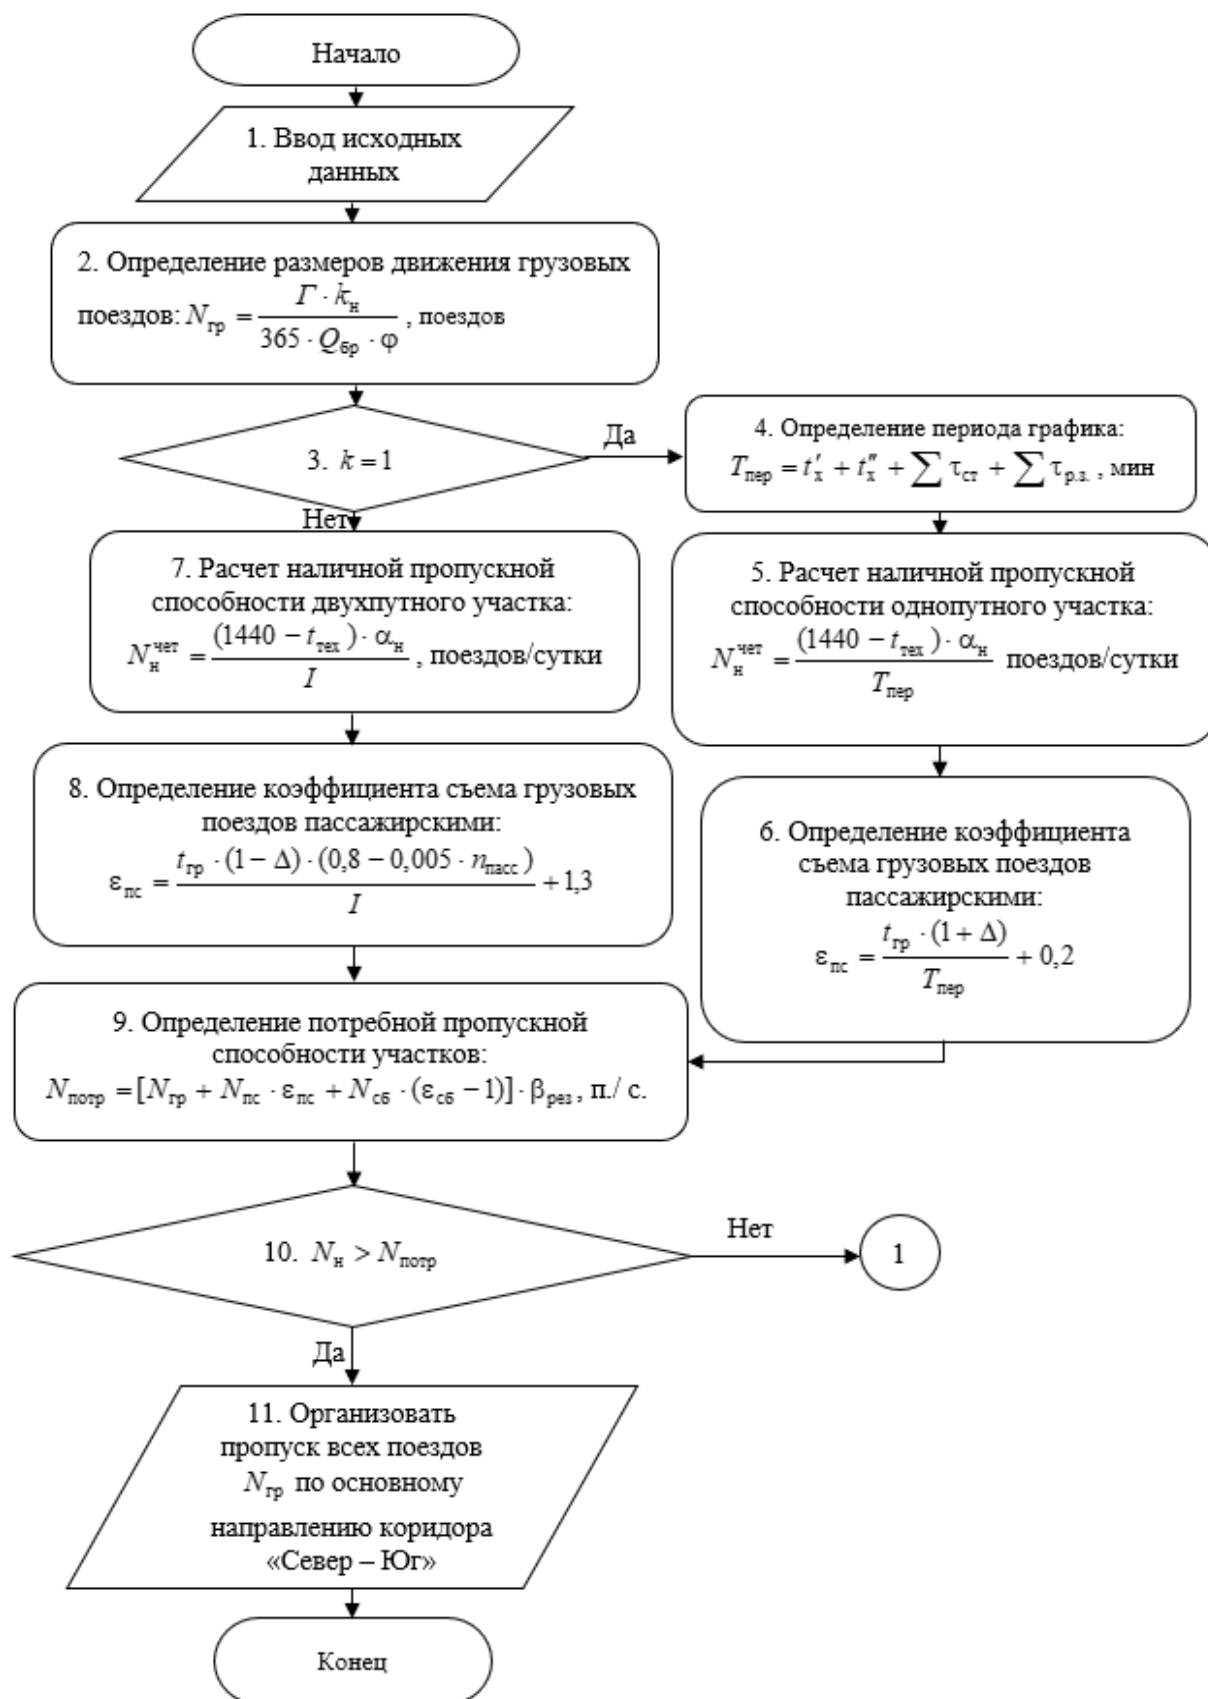 Начало
1. Ввод исходных
данных
2. Определение размеров движения грузовых
поездов: N_гр = (Г · k_н) / (365 · Q_бр · φ) , поездов
3. k = 1
Да
Нет
4. Определение периода графика:
T_пер = t′_х + t″_х + ∑ τ_ст + ∑ τ_р.з. , мин
7. Расчет наличной пропускной
способности двухпутного участка:
N_н^чет = ((1440 − t_тех) · α_н) / I , поездов/сутки
5. Расчет наличной пропускной
способности однопутного участка:
N_н^чет = ((1440 − t_тех) · α_н) / T_пер поездов/сутки
8. Определение коэффициента съема грузовых
поездов пассажирскими:
ε_пс = (t_гр · (1 − Δ) · (0,8 − 0,005 · n_пасс)) / I + 1,3
6. Определение коэффициента
съема грузовых поездов
пассажирскими:
ε_пс = (t_гр · (1 + Δ)) / T_пер + 0,2
9. Определение потребной пропускной
способности участков:
N_потр = [N_гр + N_пс · ε_пс + N_сб · (ε_сб − 1)] · β_рез , п./ с.
10. N_н > N_потр
Нет
1
Да
11. Организовать
пропуск всех поездов
N_гр по основному
направлению коридора
«Север – Юг»
Конец